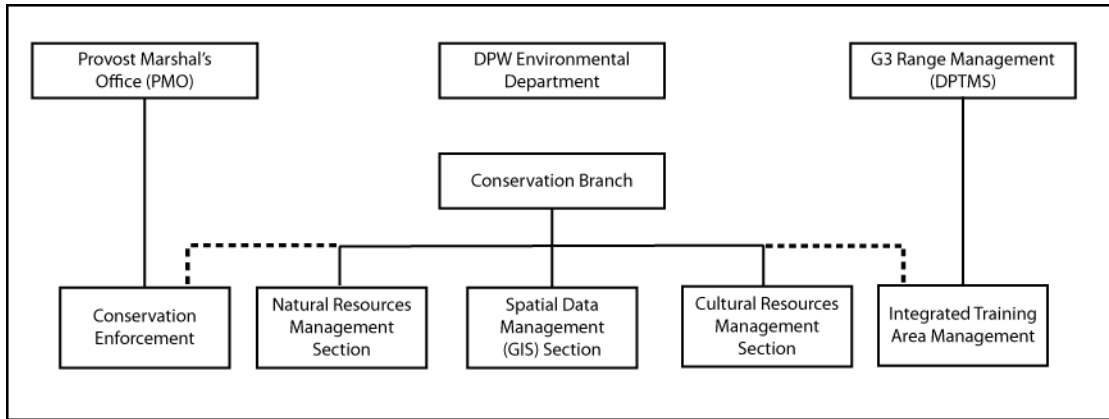 Provost Marshal's
Office (PMO)
DPW Environmental
Department
G3 Range Management
(DPTMS)
Conservation Branch
Conservation
Enforcement
Natural Resources
Management
Section
Spatial Data
Management
(GIS) Section
Cultural Resources
Management
Section
Integrated Training
Area Management